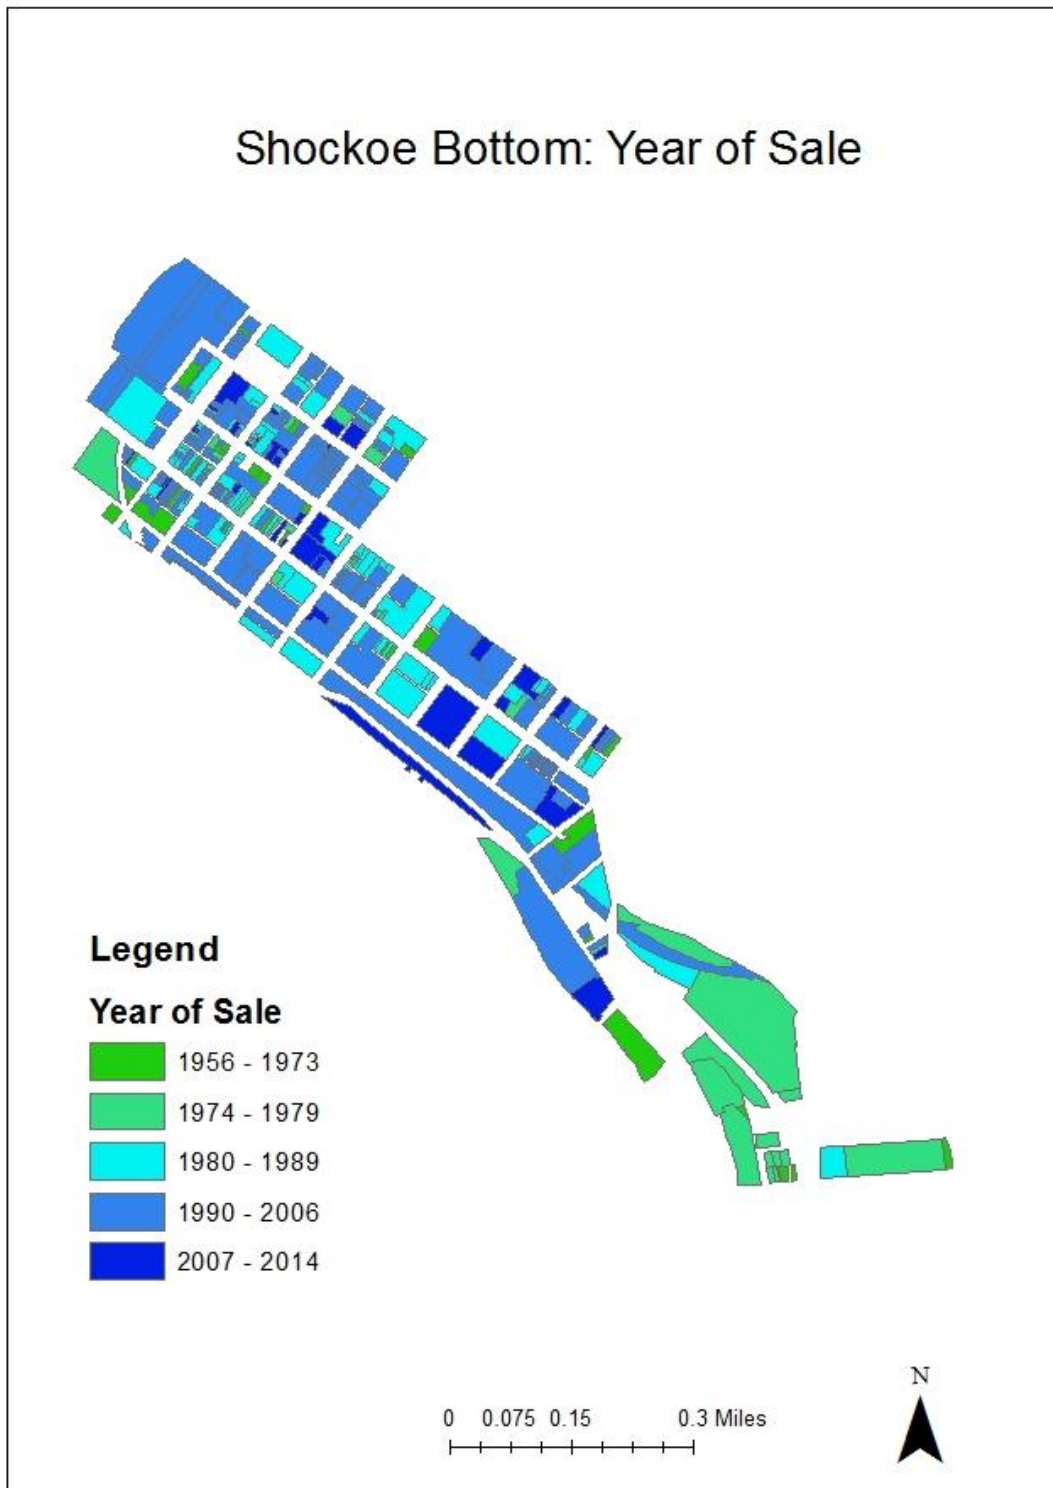 Shockoe Bottom: Year of Sale
Legend
Year of Sale
1956 - 1973
1974 - 1979
1980 - 1989
1990 - 2006
2007 - 2014
N
0 0.075 0.15 0.3 Miles